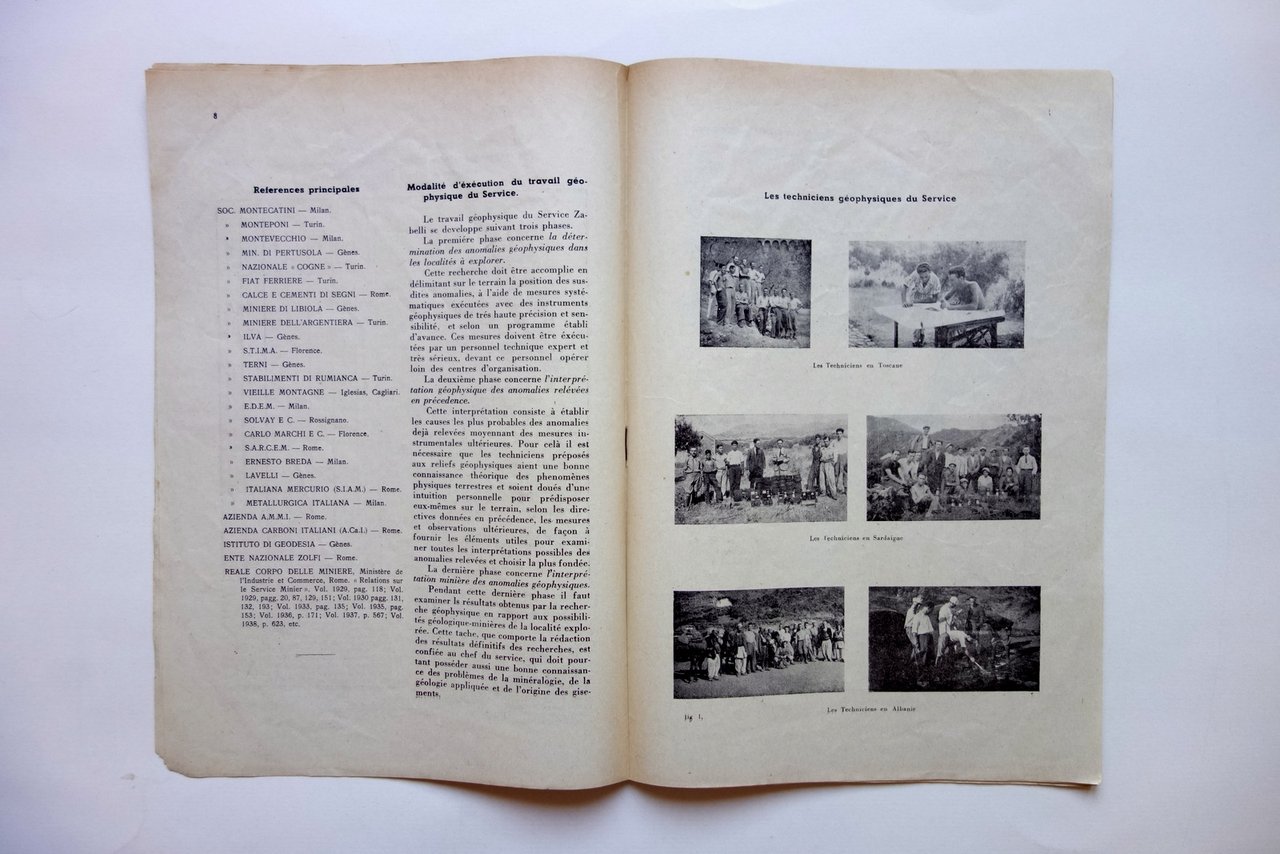 8
References principales
SOC. MONTECATINI — Milan.
» MONTEPONI — Turin.
» MONTEVECCHIO — Milan.
» MIN. DI PERTUSOLA — Gènes.
» NAZIONALE « COGNE » — Turin.
» FIAT FERRIERE — Turin.
» CALCE E CEMENTI DI SEGNI — Rome.
» MINIERE DI LIBIOLA — Gènes.
» MINIERE DELL'ARGENTIERA — Turin.
» ILVA — Gènes.
» S.T.I.M.A. — Florence.
» TERNI — Gènes.
» STABILIMENTI DI RUMIANCA — Turin.
» VIEILLE MONTAGNE — Iglesias, Cagliari.
» E.D.E.M. — Milan.
» SOLVAY E C. — Rossignano.
» CARLO MARCHI E C. — Florence.
» S.A.R.C.E.M. — Rome.
» ERNESTO BREDA — Milan.
» LAVELLI — Gènes.
» ITALIANA MERCURIO (S.I.A.M.) — Rome.
» METALLURGICA ITALIANA — Milan.
AZIENDA A.M.M.I. — Rome.
AZIENDA CARBONI ITALIANI (A.Ca.I.) — Rome.
ISTITUTO DI GEODESIA — Gènes.
ENTE NAZIONALE ZOLFI — Rome.
REALE CORPO DELLE MINIERE, Ministère de
l'Industrie et Commerce, Rome. « Relations sur
le Service Minier». Vol. 1929, pag. 118; Vol.
1929, pagg. 20, 87, 129, 151; Vol. 1930 pagg. 131,
132, 193; Vol. 1933, pag. 135; Vol. 1935, pag.
153; Vol. 1936, p. 171; Vol. 1937, p. 567; Vol.
1938, p. 623, etc.
Modalité d'éxécution du travail géo-
physique du Service.
Le travail géophysique du Service Za-
belli se developpe suivant trois phases.
La première phase concerne la déter-
mination des anomalies géophysiques dans
les localités à explorer.
Cette recherche doit être accomplie en
délimitant sur le terrain la position des sus-
dites anomalies, à l'aide de mesures systé-
matiques exécutées avec des instruments
géophysiques de trés haute précision et sen-
sibilité, et selon un programme établi
d'avance. Ces mesures doivent être éxécu-
tées par un personnel technique expert et
très sérieux, devant ce personnel opérer
loin des centres d'organisation.
La deuxième phase concerne l'interpré-
tation géophysique des anomalies relévées
en précedence.
Cette interprétation consiste à établir
les causes les plus probables des anomalies
dejà relevées moyennant des mesures in-
strumentales ultérieures. Pour celà il est
nécessaire que les techniciens préposés
aux reliefs géophysiques aient une bonne
connaissance théorique des phenomènes
physiques terrestres et soient doués d'une
intuition personnelle pour prédisposer
eux-mêmes sur le terrain, selon les dire-
ctives données en précédence, les mesures
et observations ultérieures, de façon à
fournir les éléments utiles pour exami-
ner toutes les interprétations possibles des
anomalies relevées et choisir la plus fondée.
La dernière phase concerne l'interpré-
tation minière des anomalies géophysiques.
Pendant cette dernière phase il faut
examiner ls résultats obtenus par la recher-
che géophysique en rapport aux possibili-
tés géologique-minières de la localité explo-
rée. Cette tache, que comporte la rédaction
des résultats définitifs des recherches, est
confiée au chef du service, qui doit pour-
tant posséder aussi une bonne connaissan-
ce des problèmes de la minéralogie, de la
géologie appliquée et de l'origine des gise-
ments.
Les techniciens géophysiques du Service
Les Techniciens en Toscane
Les Techniciens en Sardaigne
Les Techniciens en Albanie
fig 1,